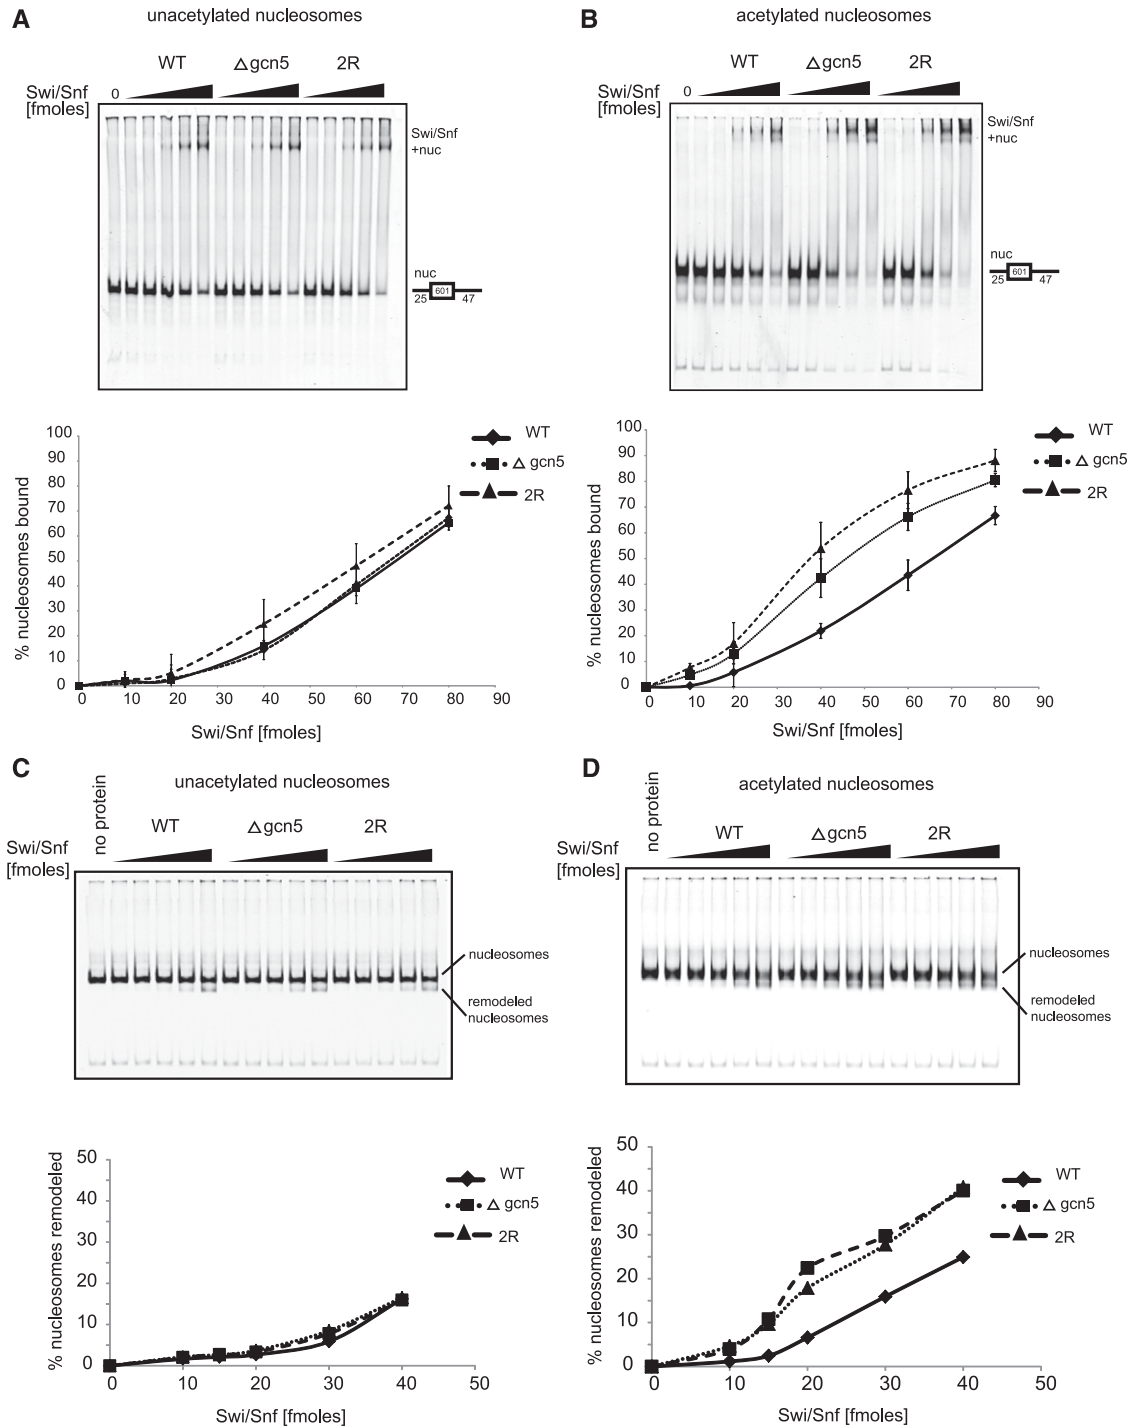 A
unacetylated nucleosomes
WT
△ gcn5
2R
Swi/Snf
[fmoles]
0
Swi/Snf
+nuc
nuc
601
25
47
% nucleosomes bound
100
90
80
70
60
50
40
30
20
10
0
0 10 20 30 40 50 60 70 80 90
Swi/Snf [fmoles]
WT
△ gcn5
2R
B
acetylated nucleosomes
WT
△ gcn5
2R
Swi/Snf
[fmoles]
0
Swi/Snf
+nuc
nuc
601
25
47
% nucleosomes bound
100
90
80
70
60
50
40
30
20
10
0
0 10 20 30 40 50 60 70 80 90
Swi/Snf [fmoles]
WT
△ gcn5
2R
C
unacetylated nucleosomes
no protein
WT
△ gcn5
2R
Swi/Snf
[fmoles]
nucleosomes
remodeled
nucleosomes
% nucleosomes remodeled
50
40
30
20
10
0
0 10 20 30 40 50
Swi/Snf [fmoles]
WT
△ gcn5
2R
D
acetylated nucleosomes
no protein
WT
△ gcn5
2R
Swi/Snf
[fmoles]
nucleosomes
remodeled
nucleosomes
% nucleosomes remodeled
50
40
30
20
10
0
0 10 20 30 40 50
Swi/Snf [fmoles]
WT
△ gcn5
2R